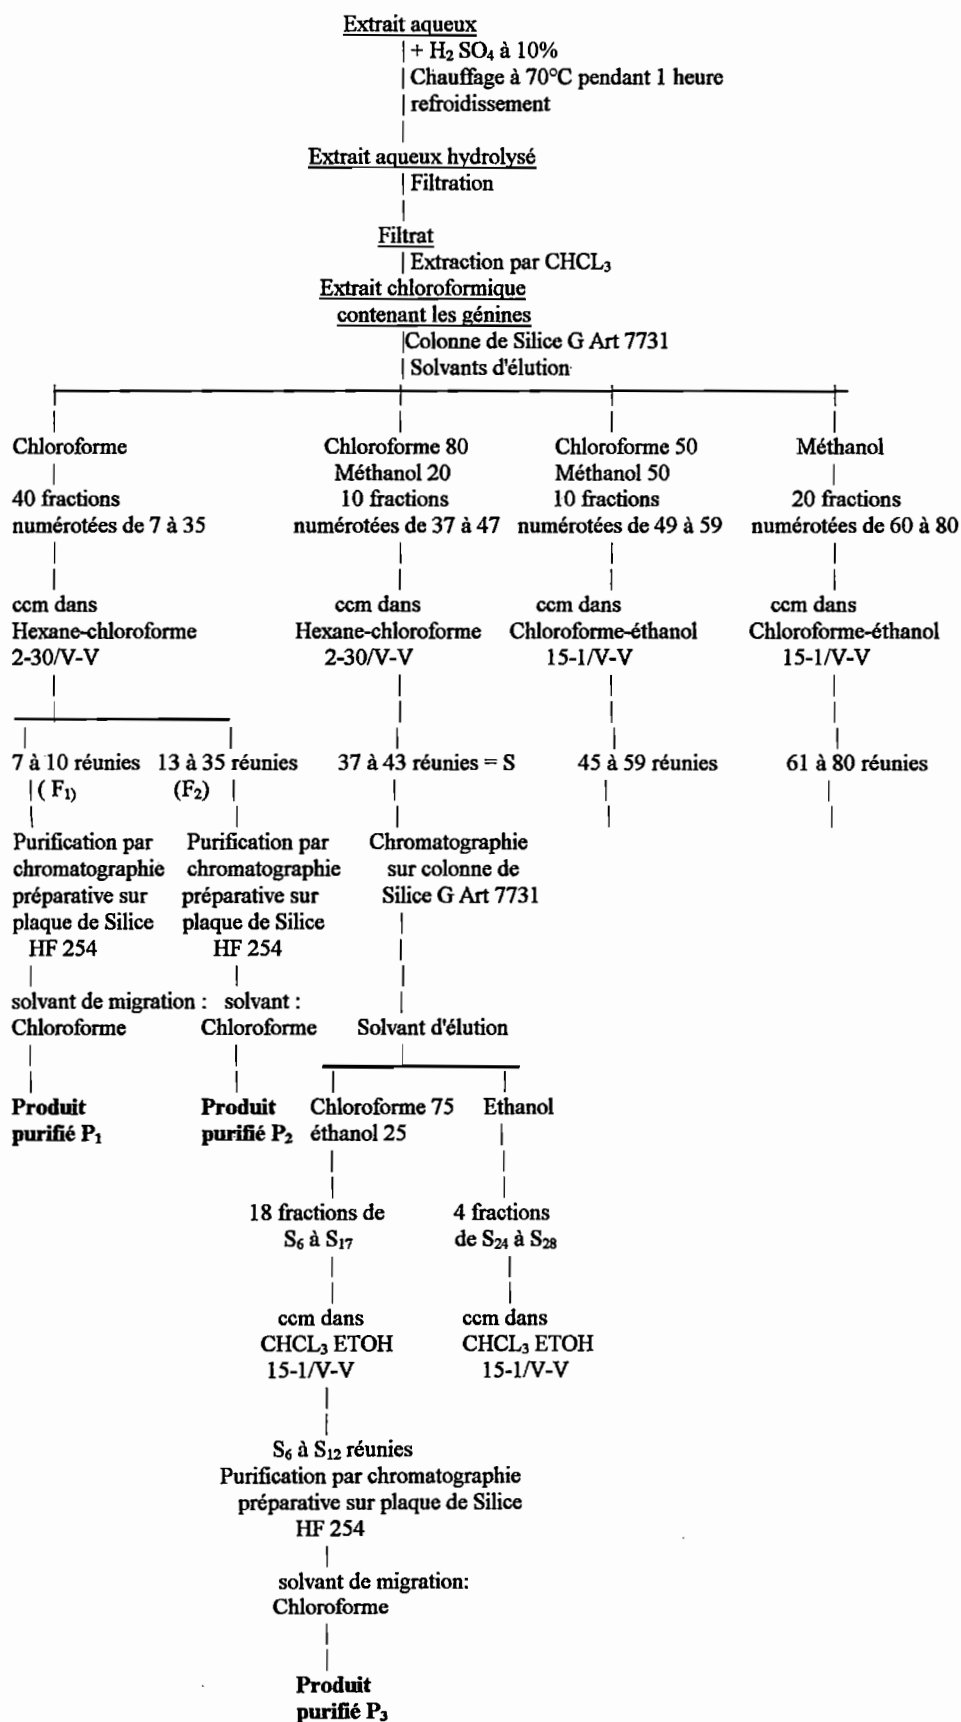 Extrait aqueux
+ H₂ SO₄ à 10%
Chauffage à 70°C pendant 1 heure
refroidissement
Extrait aqueux hydrolysé
Filtration
Filtrat
Extraction par CHCL₃
Extrait chloroformique
contenant les génines
Colonne de Silice G Art 7731
Solvants d'élution
Chloroforme
40 fractions
numérotées de 7 à 35
ccm dans
Hexane-chloroforme
2-30/V-V
Chloroforme 80
Méthanol 20
10 fractions
numérotées de 37 à 47
ccm dans
Hexane-chloroforme
2-30/V-V
Chloroforme 50
Méthanol 50
10 fractions
numérotées de 49 à 59
ccm dans
Chloroforme-éthanol
15-1/V-V
Méthanol
20 fractions
numérotées de 60 à 80
ccm dans
Chloroforme-éthanol
15-1/V-V
7 à 10 réunies
( F₁)
Purification par
chromatographie
préparative sur
plaque de Silice
HF 254
solvant de migration :
Chloroforme
Produit
purifié P₁
13 à 35 réunies
(F₂)
Purification par
chromatographie
préparative sur
plaque de Silice
HF 254
solvant :
Chloroforme
Produit
purifié P₂
37 à 43 réunies = S
Chromatographie
sur colonne de
Silice G Art 7731
Solvant d'élution
45 à 59 réunies
61 à 80 réunies
Chloroforme 75
éthanol 25
18 fractions de
S₆ à S₁₇
ccm dans
CHCL₃ ETOH
15-1/V-V
S₆ à S₁₂ réunies
Purification par chromatographie
préparative sur plaque de Silice
HF 254
solvant de migration:
Chloroforme
Produit
purifié P₃
Ethanol
4 fractions
de S₂₄ à S₂₈
ccm dans
CHCL₃ ETOH
15-1/V-V